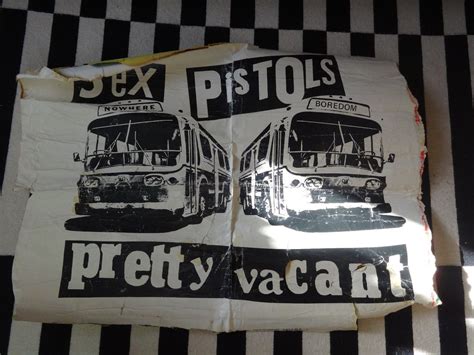 sex PisTOLS
NOWHERE BOREDOM
pretty vacant